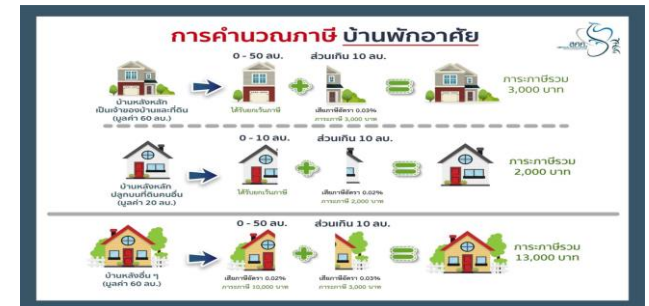 การคำนวณภาษี บ้านพักอาศัย
สถค.
0 - 50 ลบ. ส่วนเกิน 10 ลบ.
บ้านหลังหลัก
เป็นเจ้าของบ้านและที่ดิน
(มูลค่า 60 ลบ.)
ได้รับยกเว้นภาษี
เสียภาษีอัตรา 0.03%
ภาระภาษี 3,000 บาท
ภาระภาษีรวม
3,000 บาท
0 - 10 ลบ. ส่วนเกิน 10 ลบ.
บ้านหลังหลัก
ปลูกบนที่ดินคนอื่น
(มูลค่า 20 ลบ.)
ได้รับยกเว้นภาษี
เสียภาษีอัตรา 0.02%
ภาระภาษี 2,000 บาท
ภาระภาษีรวม
2,000 บาท
0 - 50 ลบ. ส่วนเกิน 10 ลบ.
บ้านหลังอื่น ๆ
(มูลค่า 60 ลบ.)
เสียภาษีอัตรา 0.02%
ภาระภาษี 10,000 บาท
เสียภาษีอัตรา 0.03%
ภาระภาษี 3,000 บาท
ภาระภาษีรวม
13,000 บาท